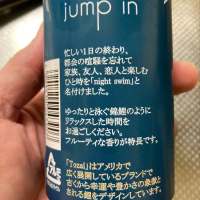 jump in
忙しい1日の終わり、
都会の喧騒を忘れて
家族、友人、恋人と楽しむ
ひと時を「night swim」と
名付けました。
ゆったりと泳ぐ錦鯉のように
リラックスした時間を
お過ごしください。
フルーティな香りが特長です。
「Tozai」はアメリカで
広く展開しているブランドで
古くから幸運や豊かさの象徴と
される鯉をデザインしています。